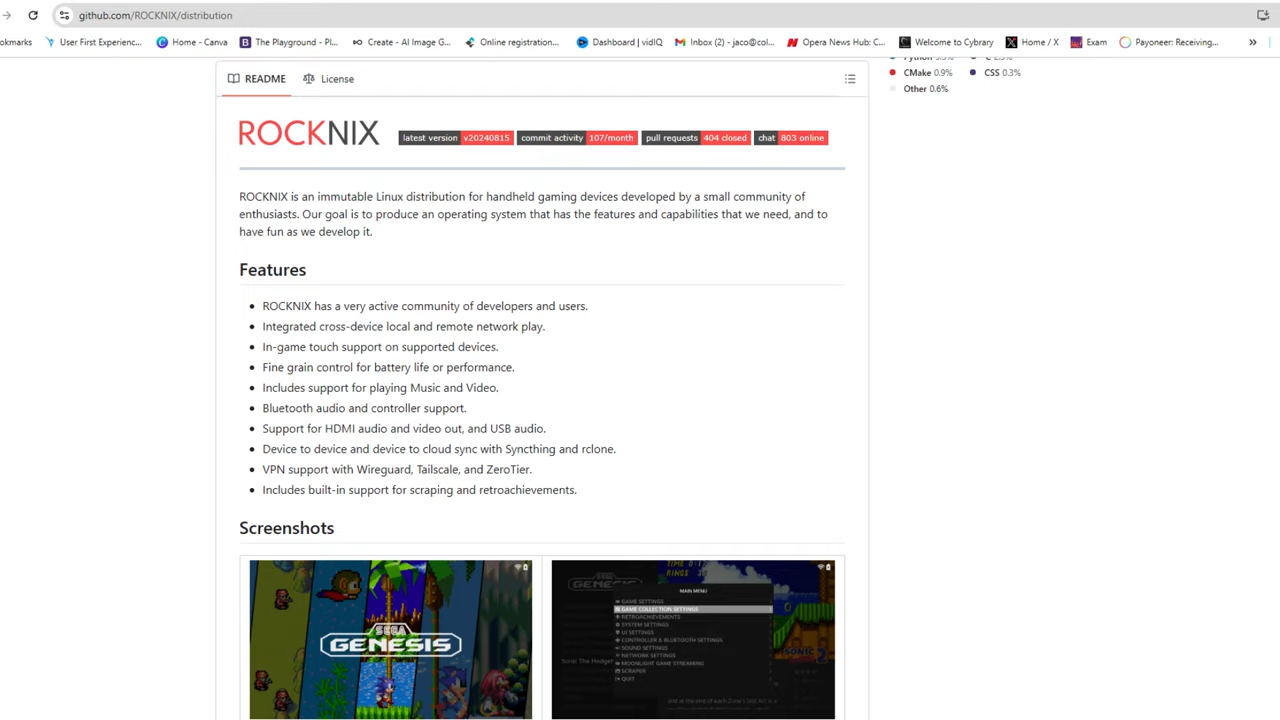 github.com/ROCKNIX/distribution
okmarks User First Experienc... Home - Canva The Playground - Pl... Create - AI Image G... Online registration... Dashboard | vidIQ Inbox (2) - jaco@col... Opera News Hub: C... Welcome to Cybrary Home / X Exam Payoneer: Receiving...
README License
CMake 0.9% CSS 0.3%
Other 0.6%
ROCKNIX latest version v20240815 commit activity 107/month pull requests 404 closed chat 803 online
ROCKNIX is an immutable Linux distribution for handheld gaming devices developed by a small community of
enthusiasts. Our goal is to produce an operating system that has the features and capabilities that we need, and to
have fun as we develop it.
Features
ROCKNIX has a very active community of developers and users.
Integrated cross-device local and remote network play.
In-game touch support on supported devices.
Fine grain control for battery life or performance.
Includes support for playing Music and Video.
Bluetooth audio and controller support.
Support for HDMI audio and video out, and USB audio.
Device to device and device to cloud sync with Syncthing and rclone.
VPN support with Wireguard, Tailscale, and ZeroTier.
Includes built-in support for scraping and retroachievements.
Screenshots
SEGA
GENESIS
GENESIS
MAIN MENU
GAME SETTINGS
GAME COLLECTION SETTINGS
RETROACHIEVEMENTS
SYSTEM SETTINGS
UI SETTINGS
CONTROLLER & BLUETOOTH SETTINGS
SOUND SETTINGS
NETWORK SETTINGS
MOONLIGHT GAME STREAMING
SCRAPER
QUIT